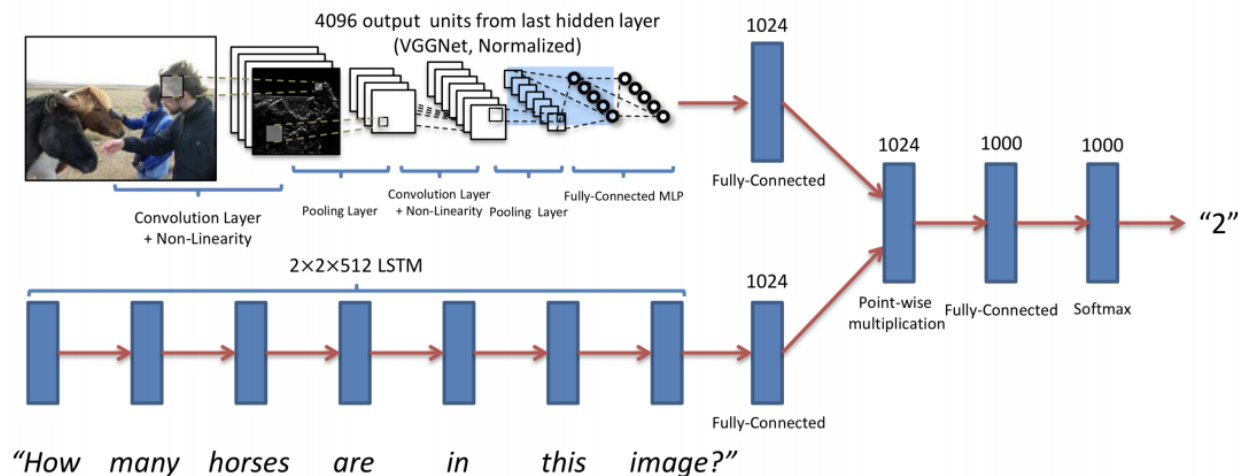 4096 output units from last hidden layer
(VGGNet, Normalized)
1024
Convolution Layer
+ Non-Linearity
Pooling Layer
Convolution Layer
+ Non-Linearity
Pooling Layer
Fully-Connected MLP
Fully-Connected
1024
1000
1000
"2"
Point-wise
multiplication
Fully-Connected
Softmax
2×2×512 LSTM
1024
Fully-Connected
"How many horses are in this image?"